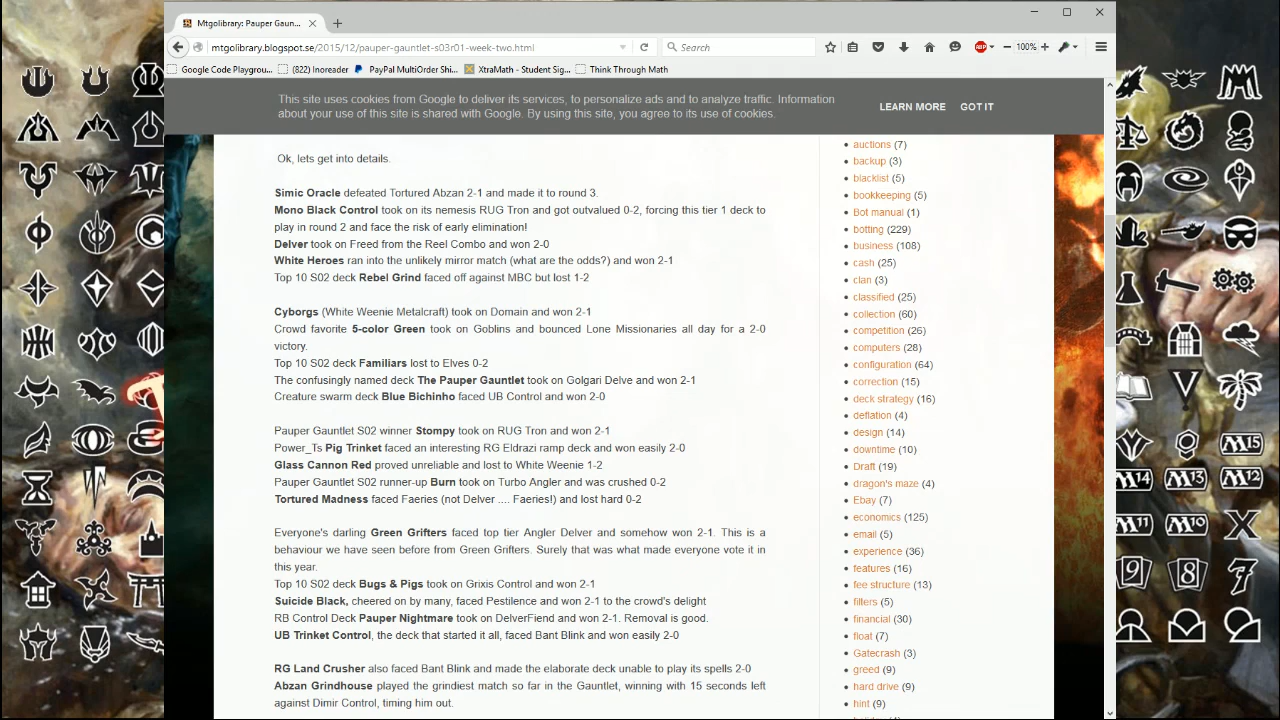 Mtgolibrary: Pauper Gaun...
mtgolibrary.blogspot.se/2015/12/pauper-gauntlet-s03r01-week-two.html
Search
ABP
100%
Google Code Playgrou...
(822) Inoreader
PayPal MultiOrder Shi...
XtraMath - Student Sig...
Think Through Math
This site uses cookies from Google to deliver its services, to personalize ads and to analyze traffic. Information
about your use of this site is shared with Google. By using this site, you agree to its use of cookies.
LEARN MORE
GOT IT
Ok, lets get into details.
Simic Oracle defeated Tortured Abzan 2-1 and made it to round 3.
Mono Black Control took on its nemesis RUG Tron and got outvalued 0-2, forcing this tier 1 deck to
play in round 2 and face the risk of early elimination!
Delver took on Freed from the Reel Combo and won 2-0
White Heroes ran into the unlikely mirror match (what are the odds?) and won 2-1
Top 10 S02 deck Rebel Grind faced off against MBC but lost 1-2
Cyborgs (White Weenie Metalcraft) took on Domain and won 2-1
Crowd favorite 5-color Green took on Goblins and bounced Lone Missionaries all day for a 2-0
victory.
Top 10 S02 deck Familiars lost to Elves 0-2
The confusingly named deck The Pauper Gauntlet took on Golgari Delve and won 2-1
Creature swarm deck Blue Bichinho faced UB Control and won 2-0
Pauper Gauntlet S02 winner Stompy took on RUG Tron and won 2-1
Power_Ts Pig Trinket faced an interesting RG Eldrazi ramp deck and won easily 2-0
Glass Cannon Red proved unreliable and lost to White Weenie 1-2
Pauper Gauntlet S02 runner-up Burn took on Turbo Angler and was crushed 0-2
Tortured Madness faced Faeries (not Delver .... Faeries!) and lost hard 0-2
Everyone's darling Green Grifters faced top tier Angler Delver and somehow won 2-1. This is a
behaviour we have seen before from Green Grifters. Surely that was what made everyone vote it in
this year.
Top 10 S02 deck Bugs & Pigs took on Grixis Control and won 2-1
Suicide Black, cheered on by many, faced Pestilence and won 2-1 to the crowd's delight
RB Control Deck Pauper Nightmare took on DelverFiend and won 2-1. Removal is good.
UB Trinket Control, the deck that started it all, faced Bant Blink and won easily 2-0
RG Land Crusher also faced Bant Blink and made the elaborate deck unable to play its spells 2-0
Abzan Grindhouse played the grindiest match so far in the Gauntlet, winning with 15 seconds left
against Dimir Control, timing him out.
auctions (7)
backup (3)
blacklist (5)
bookkeeping (5)
Bot manual (1)
botting (229)
business (108)
cash (25)
clan (3)
classified (25)
collection (60)
competition (26)
computers (28)
configuration (64)
correction (15)
deck strategy (16)
deflation (4)
design (14)
downtime (10)
Draft (19)
dragon's maze (4)
Ebay (7)
economics (125)
email (5)
experience (36)
features (16)
fee structure (13)
filters (5)
financial (30)
float (7)
Gatecrash (3)
greed (9)
hard drive (9)
hint (9)
M15
M14
M13
M12
M11
M10
X
9
8
7